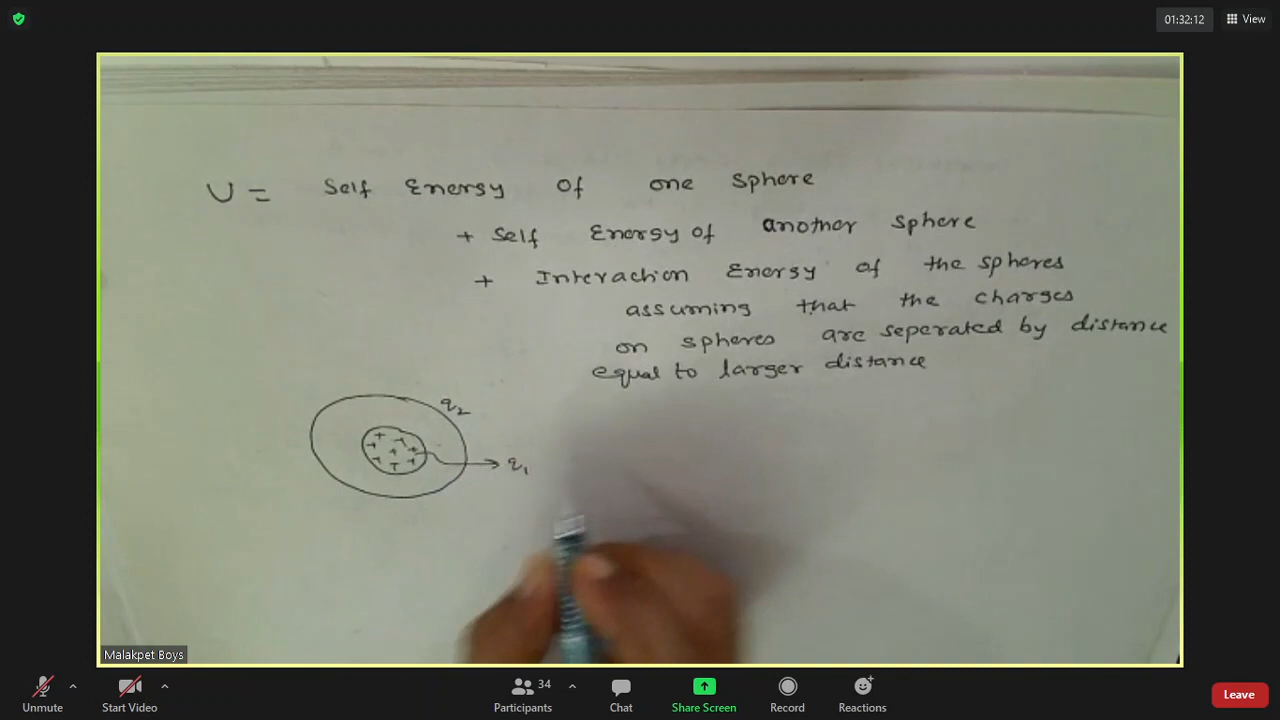 01:32:12
View
U = Self Energy of one sphere
+ Self Energy of another sphere
+ Interaction Energy of the spheres
assuming that the charges
on spheres are seperated by distance
equal to larger distance
q2
q1
Malakpet Boys
34
Unmute
Start Video
Participants
Chat
Share Screen
Record
Reactions
Leave